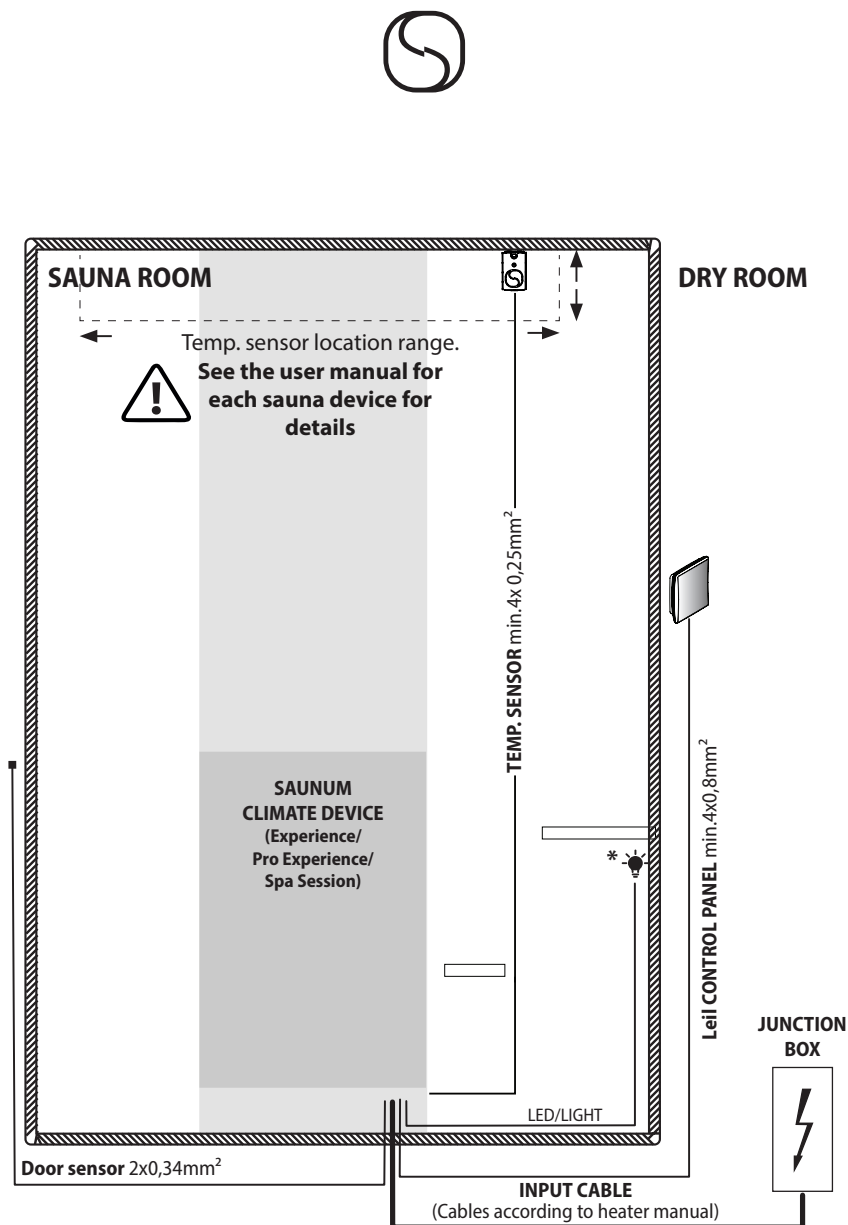 SAUNA ROOM
DRY ROOM
Temp. sensor location range.
See the user manual for
each sauna device for
details
TEMP. SENSOR min.4x 0,25mm²
SAUNUM
CLIMATE DEVICE
(Experience/
Pro Experience/
Spa Session)
*
Leil CONTROL PANEL min.4x0,8mm²
JUNCTION
BOX
LED/LIGHT
Door sensor 2x0,34mm²
INPUT CABLE
(Cables according to heater manual)